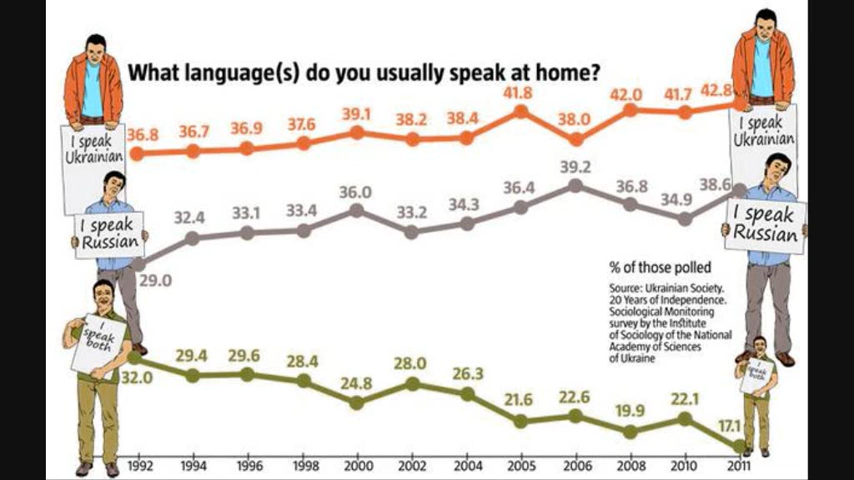 What language(s) do you usually speak at home?
36.8 36.7 36.9 37.6 39.1 38.2 38.4 41.8 38.0 42.0 41.7 42.8
I speak
Ukrainian
I speak
Ukrainian
29.0 32.4 33.1 33.4 36.0 33.2 34.3 36.4 39.2 36.8 34.9 38.6
I speak
Russian
I speak
Russian
% of those polled
Source: Ukrainian Society.
20 Years of Independence.
Sociological Monitoring
survey by the Institute
of Sociology of the National
Academy of Sciences
of Ukraine
I
speak
both
I
speak
both
32.0 29.4 29.6 28.4 24.8 28.0 26.3 21.6 22.6 19.9 22.1 17.1
1992 1994 1996 1998 2000 2002 2004 2005 2006 2008 2010 2011